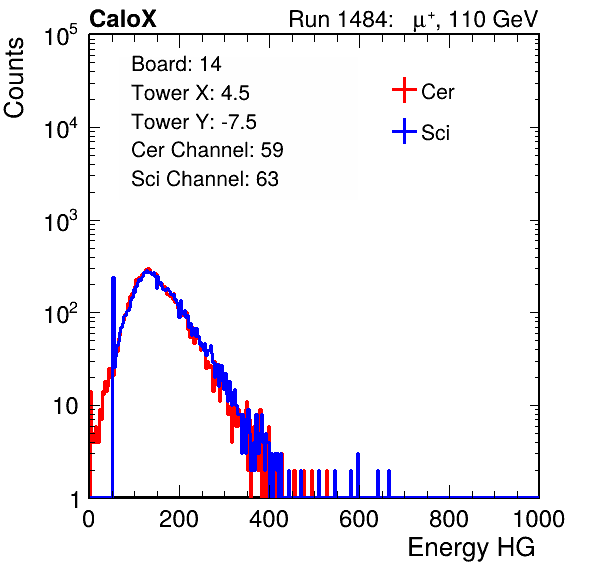 CaloX Run 1484: μ⁺, 110 GeV
Counts
10⁵
10⁴
10³
10²
10
1
Board: 14
Tower X: 4.5
Tower Y: -7.5
Cer Channel: 59
Sci Channel: 63
Cer
Sci
0 200 400 600 800 1000
Energy HG